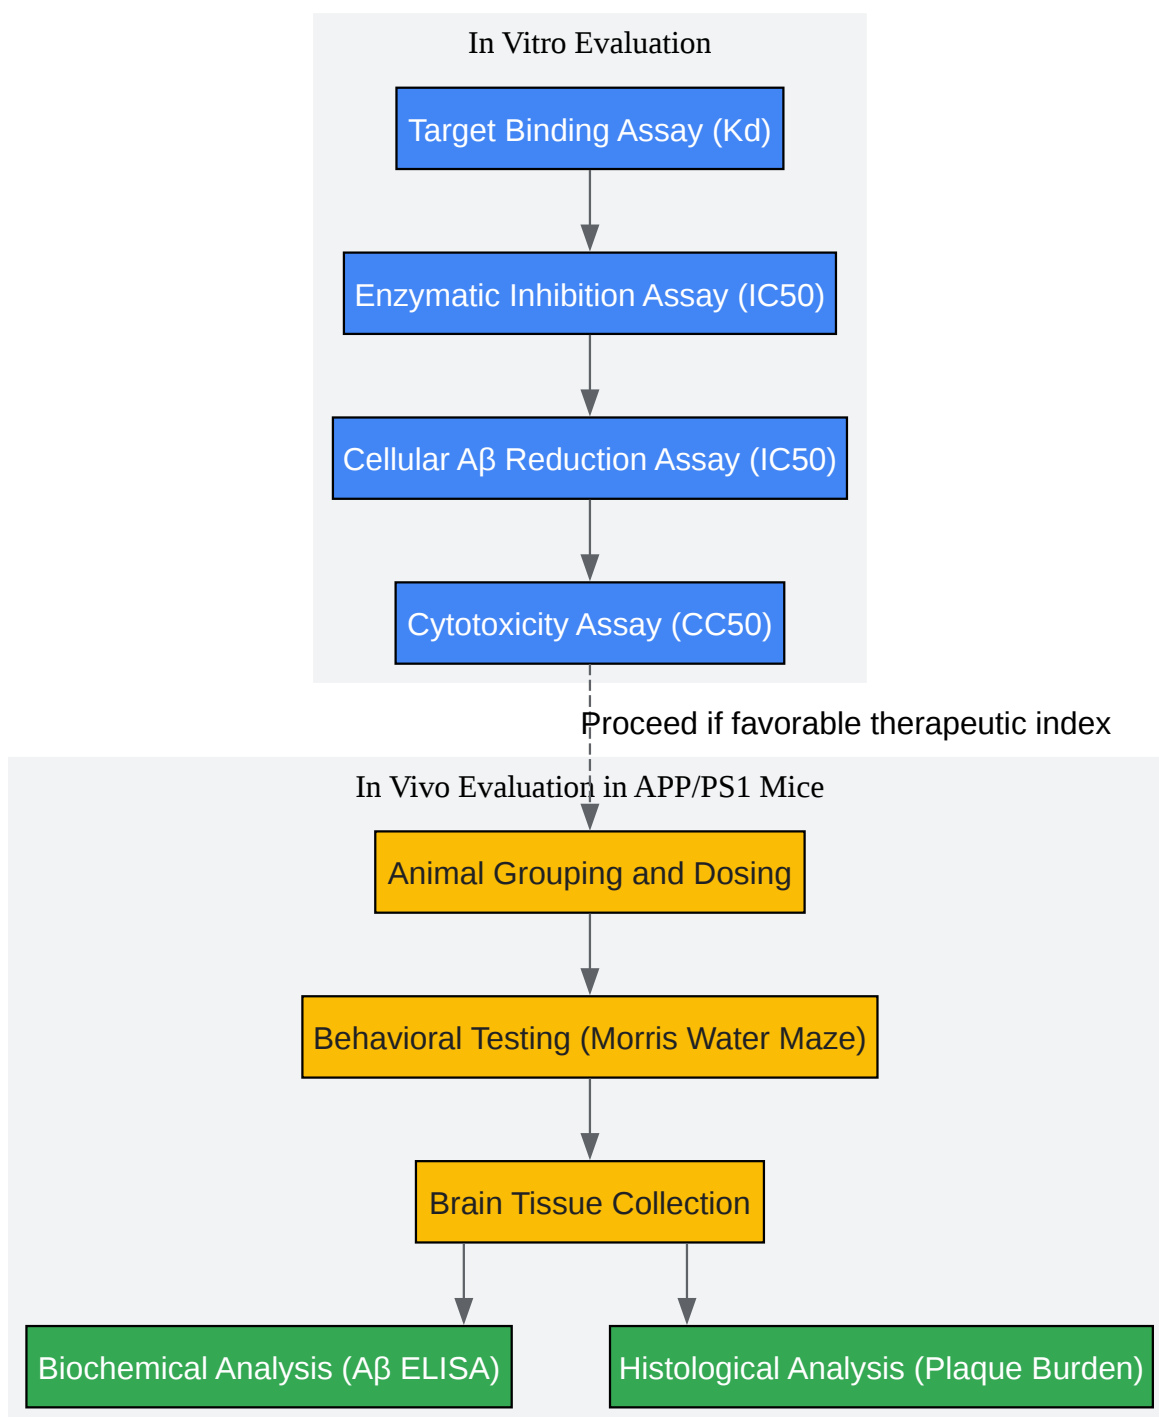 In Vitro Evaluation
Target Binding Assay (Kd)
Enzymatic Inhibition Assay (IC50)
Cellular Aβ Reduction Assay (IC50)
Cytotoxicity Assay (CC50)
Proceed if favorable therapeutic index
In Vivo Evaluation in APP/PS1 Mice
Animal Grouping and Dosing
Behavioral Testing (Morris Water Maze)
Brain Tissue Collection
Biochemical Analysis (Aβ ELISA)
Histological Analysis (Plaque Burden)